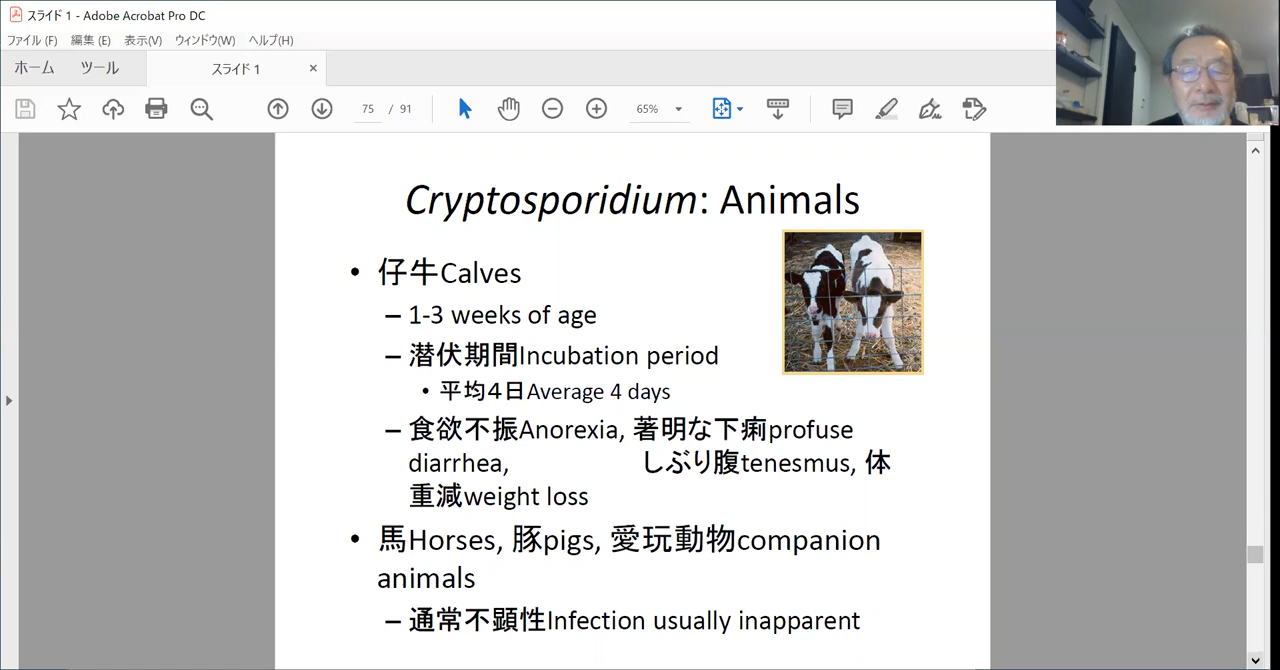 スライド 1 - Adobe Acrobat Pro DC
ファイル (F) 編集 (E) 表示(V) ウィンドウ(W) ヘルプ(H)
ホーム ツール スライド 1 ×
75 / 91 65%
Cryptosporidium: Animals
• 仔牛Calves
– 1-3 weeks of age
– 潜伏期間Incubation period
• 平均４日Average 4 days
– 食欲不振Anorexia, 著明な下痢profuse
diarrhea, しぶり腹tenesmus, 体
重減weight loss
• 馬Horses, 豚pigs, 愛玩動物companion
animals
– 通常不顕性Infection usually inapparent